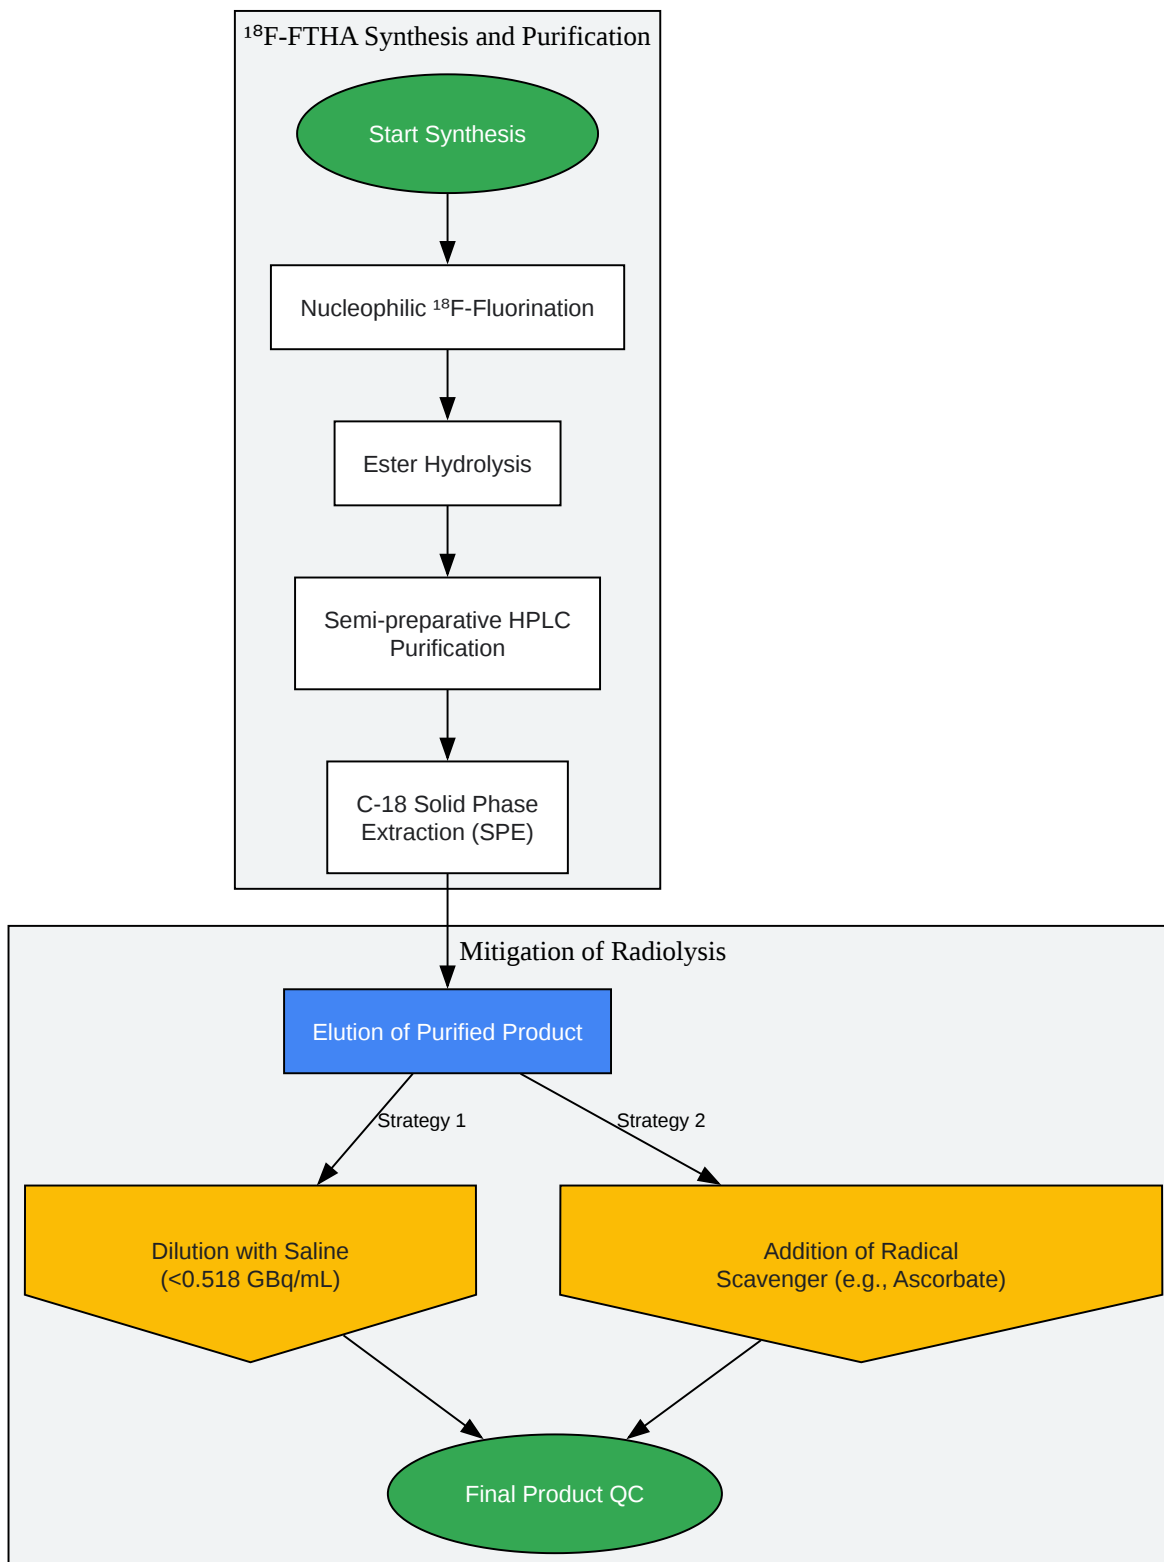 ¹⁸F-FTHA Synthesis and Purification
Start Synthesis
Nucleophilic ¹⁸F-Fluorination
Ester Hydrolysis
Semi-preparative HPLC
Purification
C-18 Solid Phase
Extraction (SPE)
Mitigation of Radiolysis
Elution of Purified Product
Strategy 1
Strategy 2
Dilution with Saline
(<0.518 GBq/mL)
Addition of Radical
Scavenger (e.g., Ascorbate)
Final Product QC